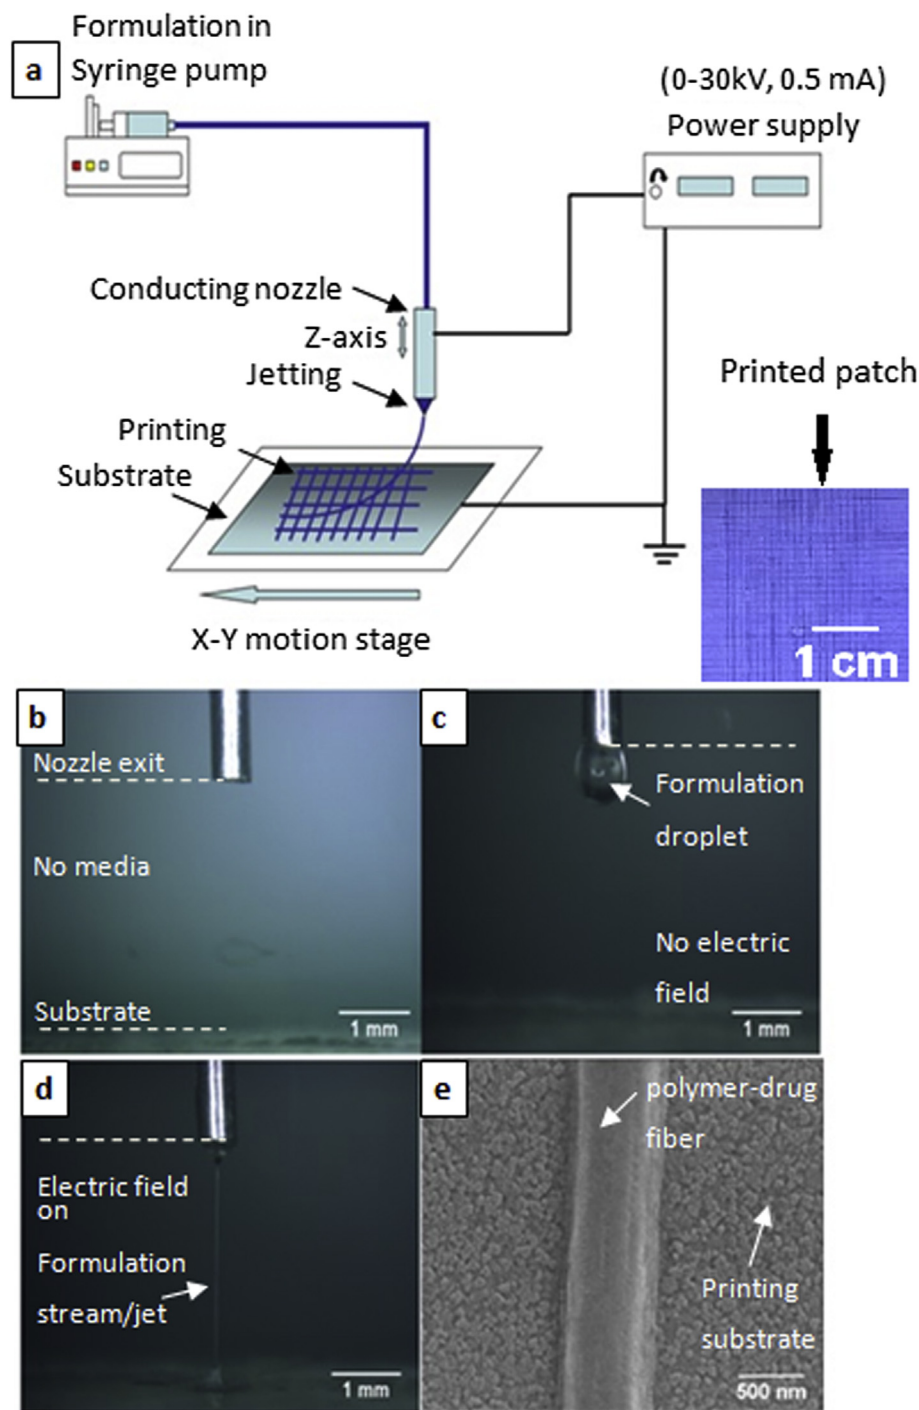 Formulation in
a
Syringe pump
(0-30kV, 0.5 mA)
Power supply
Conducting nozzle
Z-axis
Jetting
Printed patch
Printing
Substrate
1 cm
X-Y motion stage
b
Nozzle exit
No media
Substrate
1 mm
c
Formulation
droplet
No electric
field
1 mm
d
Electric field
on
Formulation
stream/jet
1 mm
e
polymer-drug
fiber
Printing
substrate
500 nm